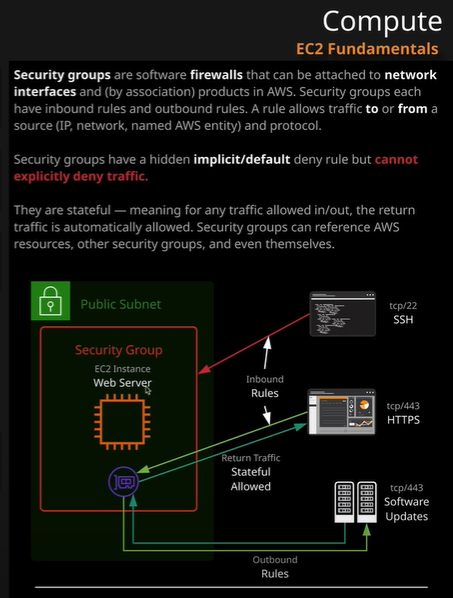 Compute
EC2 Fundamentals
Security groups are software firewalls that can be attached to network
interfaces and (by association) products in AWS. Security groups each
have inbound rules and outbound rules. A rule allows traffic to or from a
source (IP, network, named AWS entity) and protocol.
Security groups have a hidden implicit/default deny rule but cannot
explicitly deny traffic.
They are stateful — meaning for any traffic allowed in/out, the return
traffic is automatically allowed. Security groups can reference AWS
resources, other security groups, and even themselves.
Public Subnet
Security Group
EC2 Instance
Web Server
tcp/22
SSH
Inbound
Rules
tcp/443
HTTPS
Return Traffic
Stateful
Allowed
tcp/443
Software
Updates
Outbound
Rules